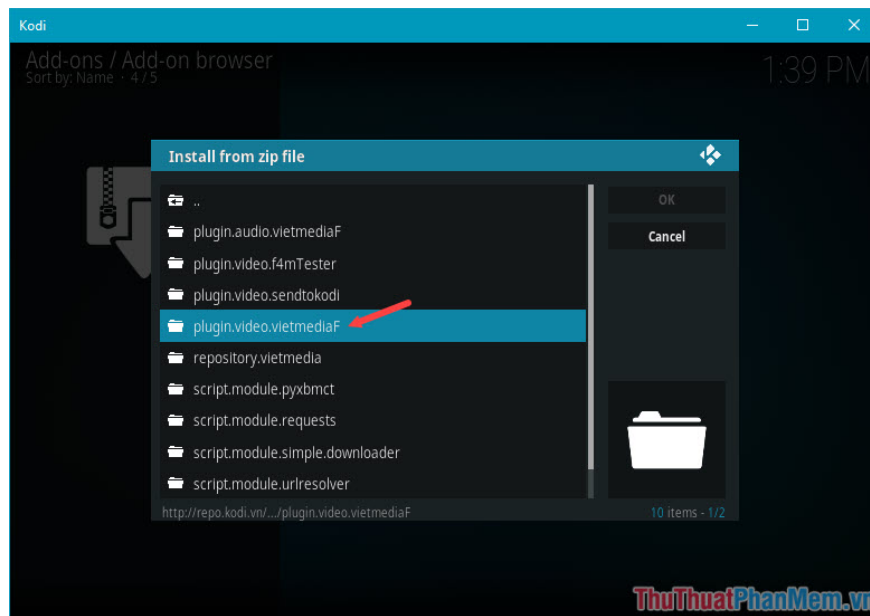 Kodi
Add-ons / Add-on browser
Sort by: Name · 4 / 5
1:39 PM
Install from zip file
..
OK
plugin.audio.vietmediaF
Cancel
plugin.video.f4mTester
plugin.video.sendtokodi
plugin.video.vietmediaF
repository.vietmedia
script.module.pyxbmct
script.module.requests
script.module.simple.downloader
script.module.urlresolver
http://repo.kodi.vn/.../plugin.video.vietmediaF
10 items - 1/2
ThuThuatPhanMem.vn